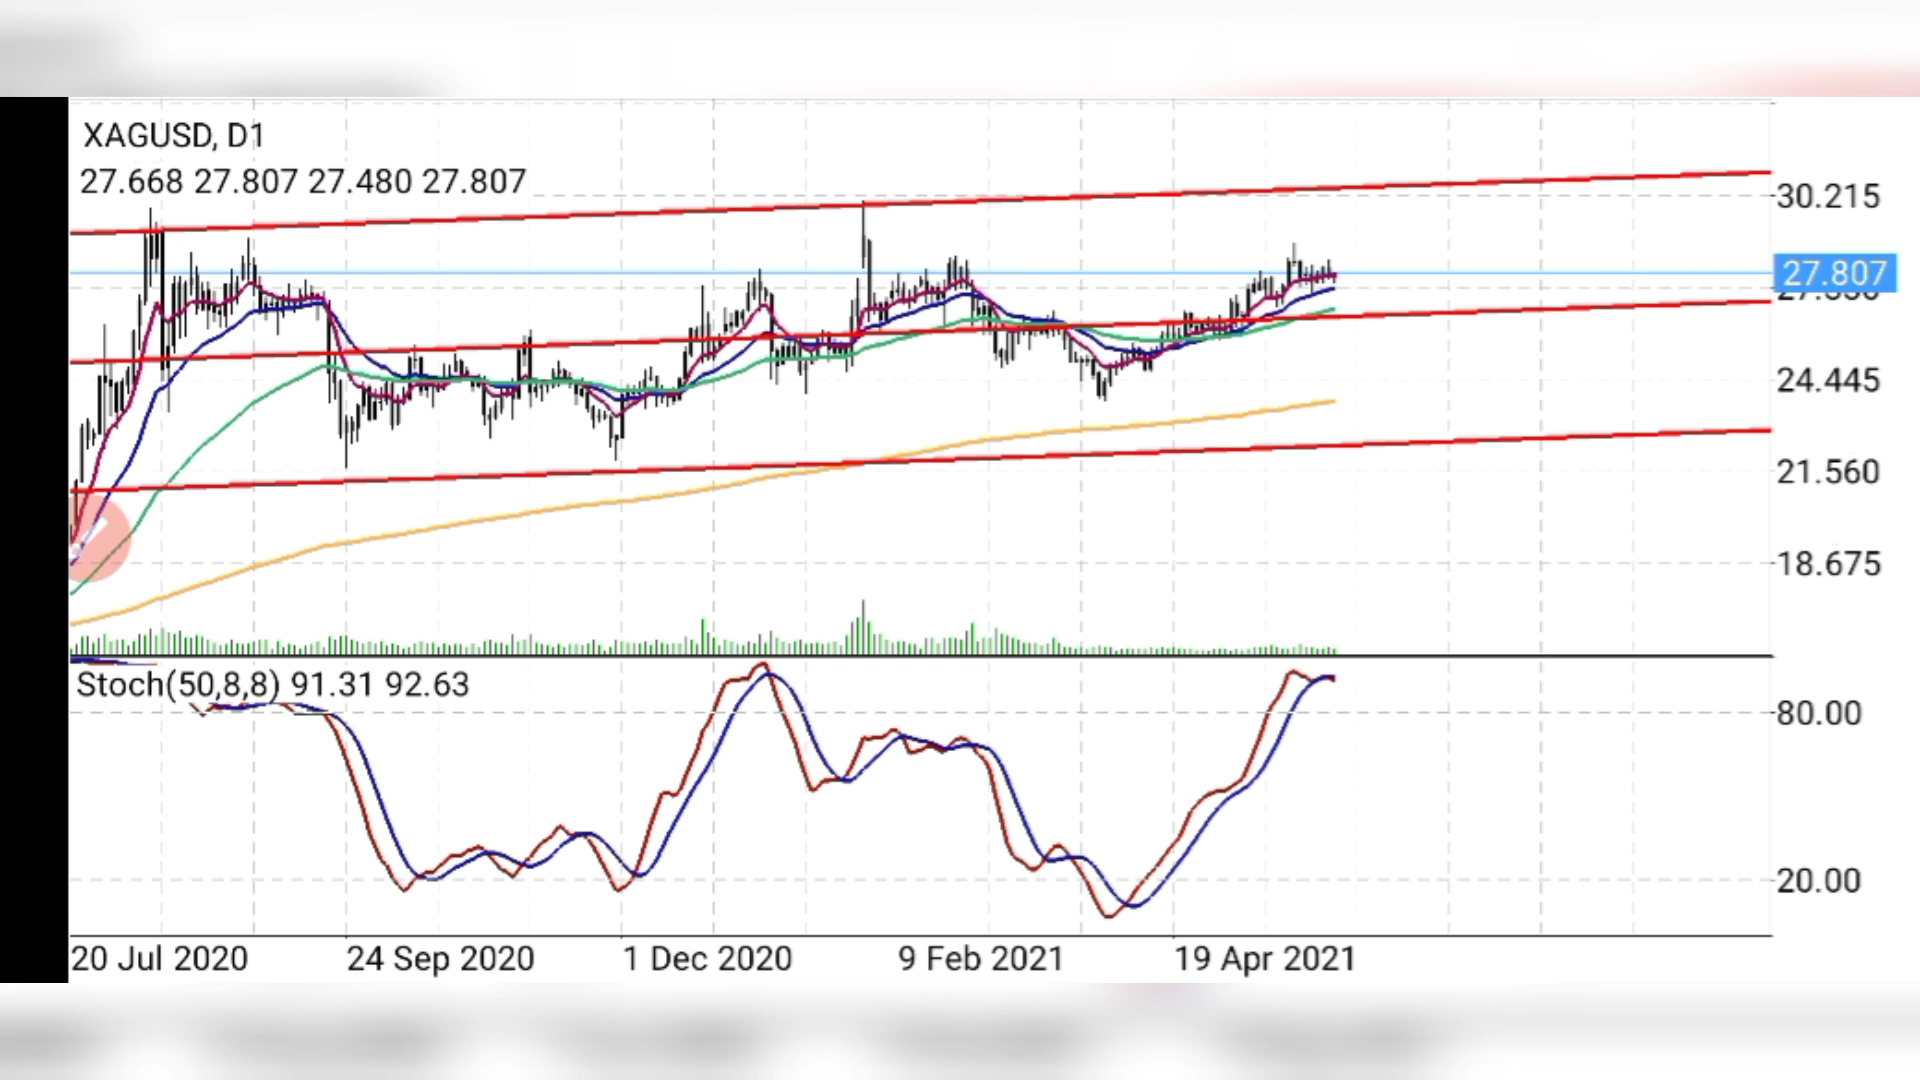 XAGUSD, D1
27.668 27.807 27.480 27.807
30.215
27.807
24.445
21.560
18.675
Stoch(50,8,8) 91.31 92.63
80.00
20.00
20 Jul 2020 24 Sep 2020 1 Dec 2020 9 Feb 2021 19 Apr 2021